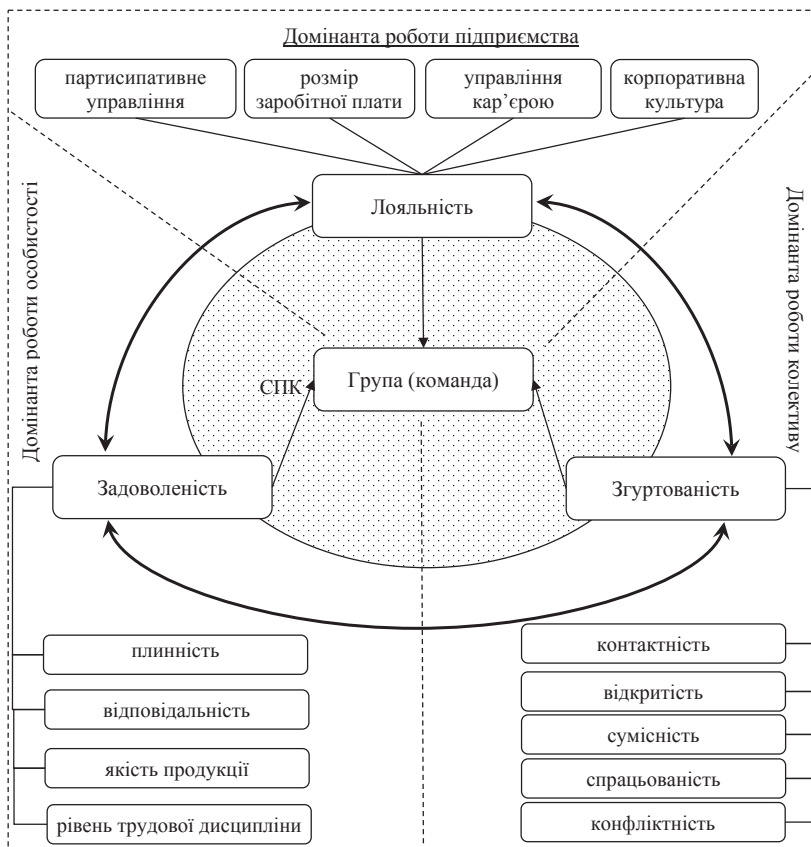 Домінанта роботи підприємства
партисипативне
управління
розмір
заробітної плати
управління
кар’єрою
корпоративна
культура
Лояльність
Домінанта роботи особистості
Домінанта роботи колективу
Група (команда)
СПК
Задоволеність
Згуртованість
плинність
відповідальність
якість продукції
рівень трудової дисципліни
контактність
відкритість
сумісність
спрацьованість
конфліктність